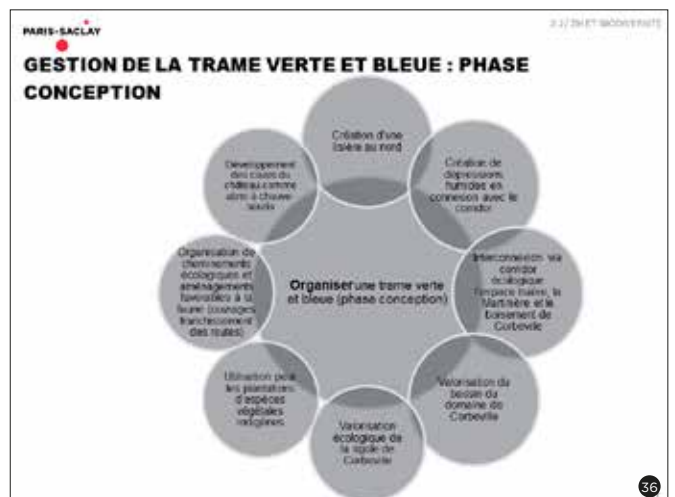 PARIS-SACLAY
GESTION DE LA TRAME VERTE ET BLEUE : PHASE
CONCEPTION
Création d'une
lisière au nord
Création de
dépressions
humides en
connexion avec le
corridor
Interconnexion via
corridor
écologique
la
Martinière et le
boisement de
Corbeville
Valorisation du
bassin du
domaine de
Corbeville
Valorisation
écologique de
la rigole de
Corbeville
Utilisation pour
les plantations
d'espèces
végétales
indigènes
Organisation de
cheminements
écologiques et
aménagements
favorables à la
faune (ouvrages
franchissement
des routes)
Développement
des caves du
château comme
abris à chauve-
souris
Organiser une trame verte
et bleue (phase conception)
36